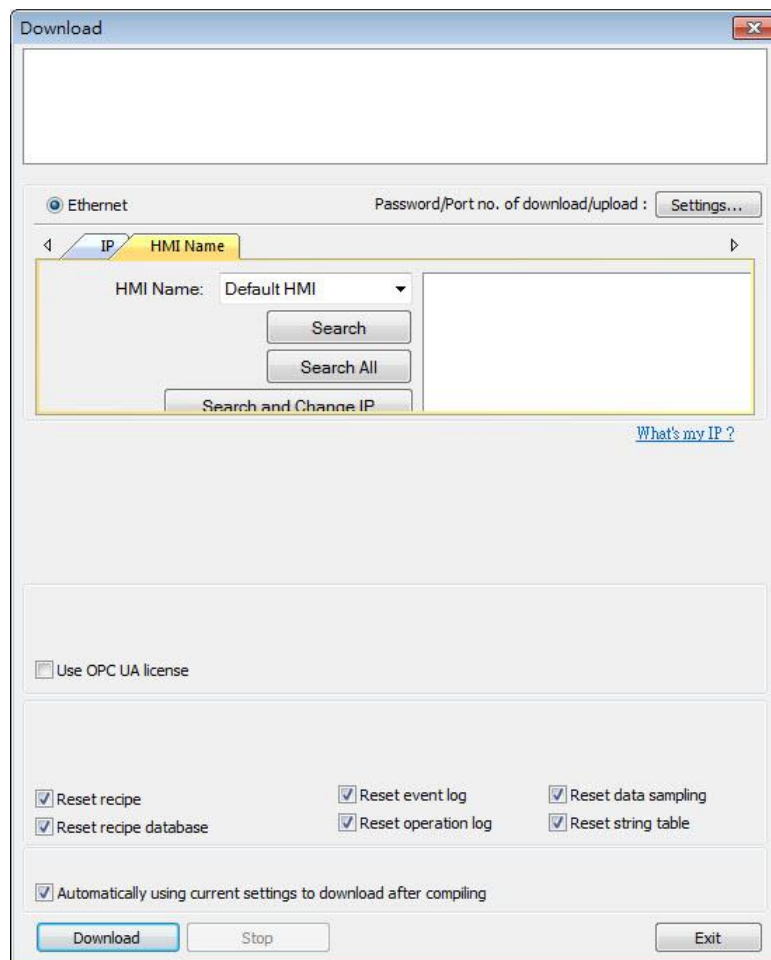 Download
Ethernet
Password/Port no. of download/upload : Settings...
IP HMI Name
HMI Name: Default HMI
Search
Search All
Search and Change IP
What's my IP ?
Use OPC UA license
Reset recipe Reset event log Reset data sampling
Reset recipe database Reset operation log Reset string table
Automatically using current settings to download after compiling
Download Stop Exit